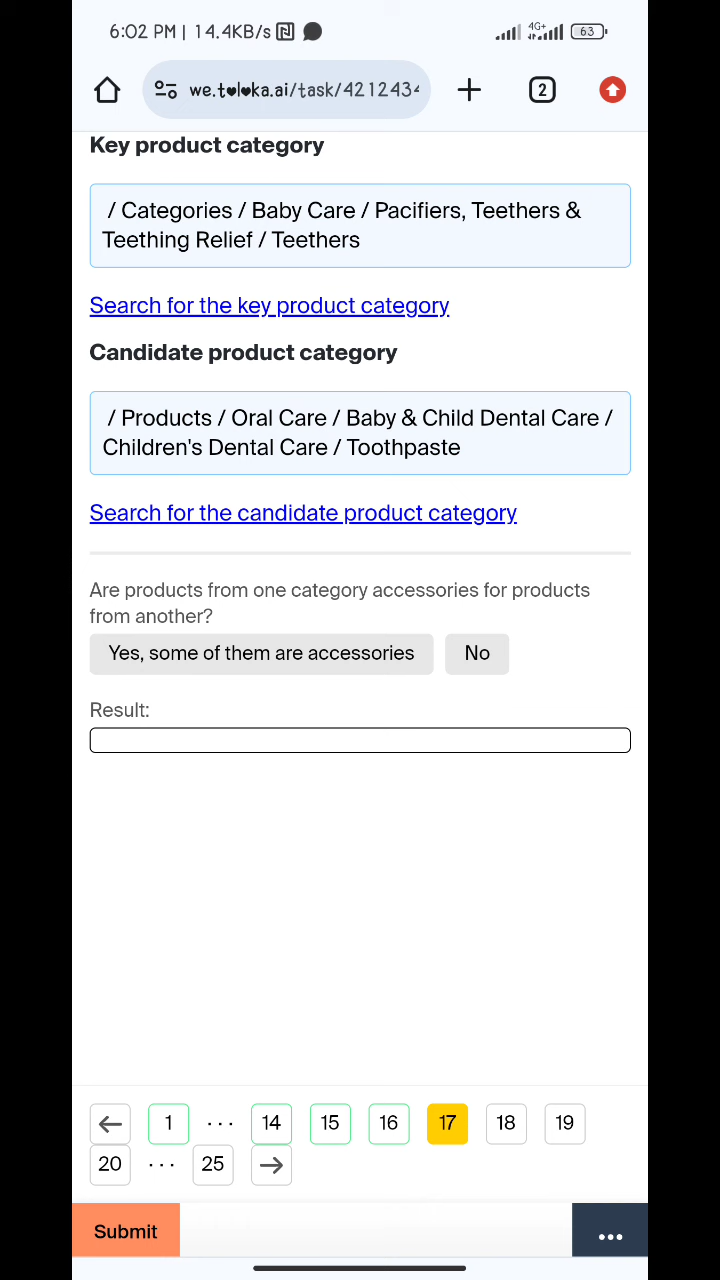 6:02 PM | 14.4KB/s
4G+
63
we.t♥l♥ka.ai/task/4212434
2
Key product category
/ Categories / Baby Care / Pacifiers, Teethers &
Teething Relief / Teethers
Search for the key product category
Candidate product category
/ Products / Oral Care / Baby & Child Dental Care /
Children's Dental Care / Toothpaste
Search for the candidate product category
Are products from one category accessories for products
from another?
Yes, some of them are accessories No
Result:
1 ... 14 15 16 17 18 19
20 ... 25
Submit ...